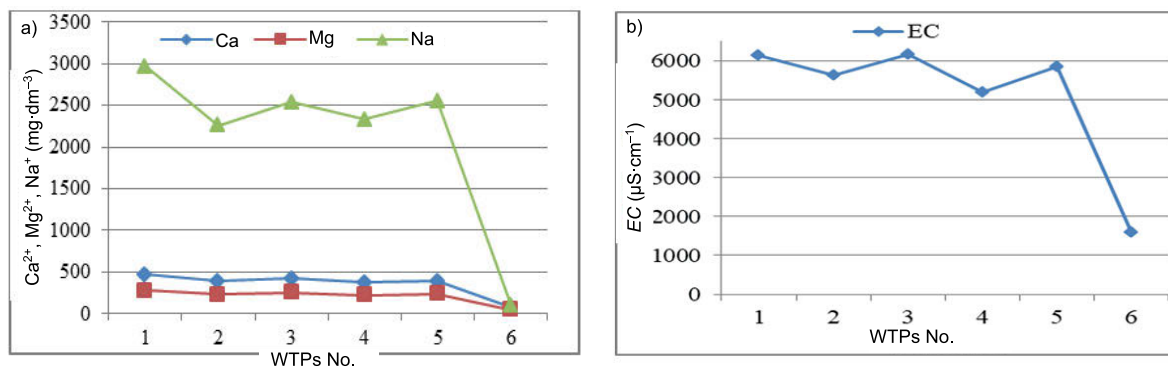 a)
3500
3000
2500
2000
1500
1000
500
0
Ca²⁺, Mg²⁺, Na⁺ (mg·dm⁻³)
Ca Mg Na
1 2 3 4 5 6
WTPs No.
b)
EC
6000
5000
4000
3000
2000
1000
0
EC (µS·cm⁻¹)
1 2 3 4 5 6
WTPs No.